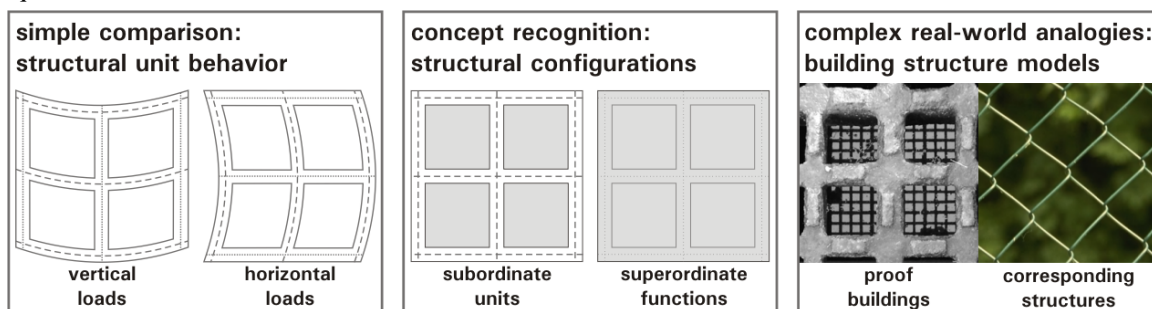 simple comparison:
structural unit behavior
vertical
loads
horizontal
loads
concept recognition:
structural configurations
subordinate
units
superordinate
functions
complex real-world analogies:
building structure models
proof
buildings
corresponding
structures